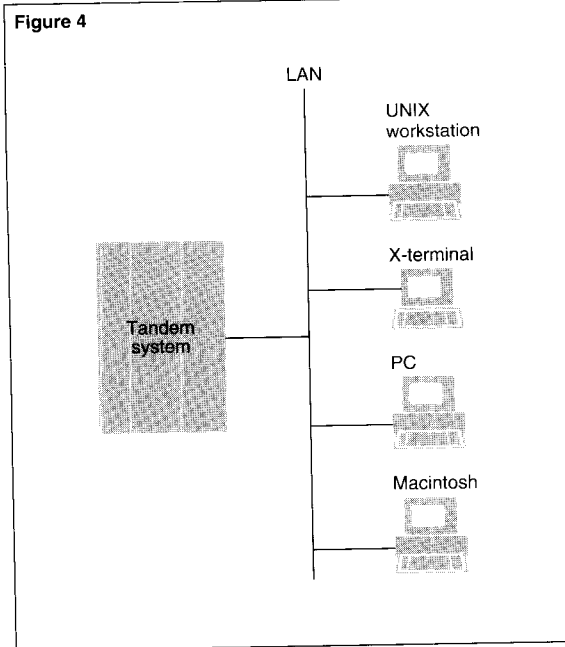 Figure 4
LAN
UNIX
workstation
X-terminal
Tandem
system
PC
Macintosh